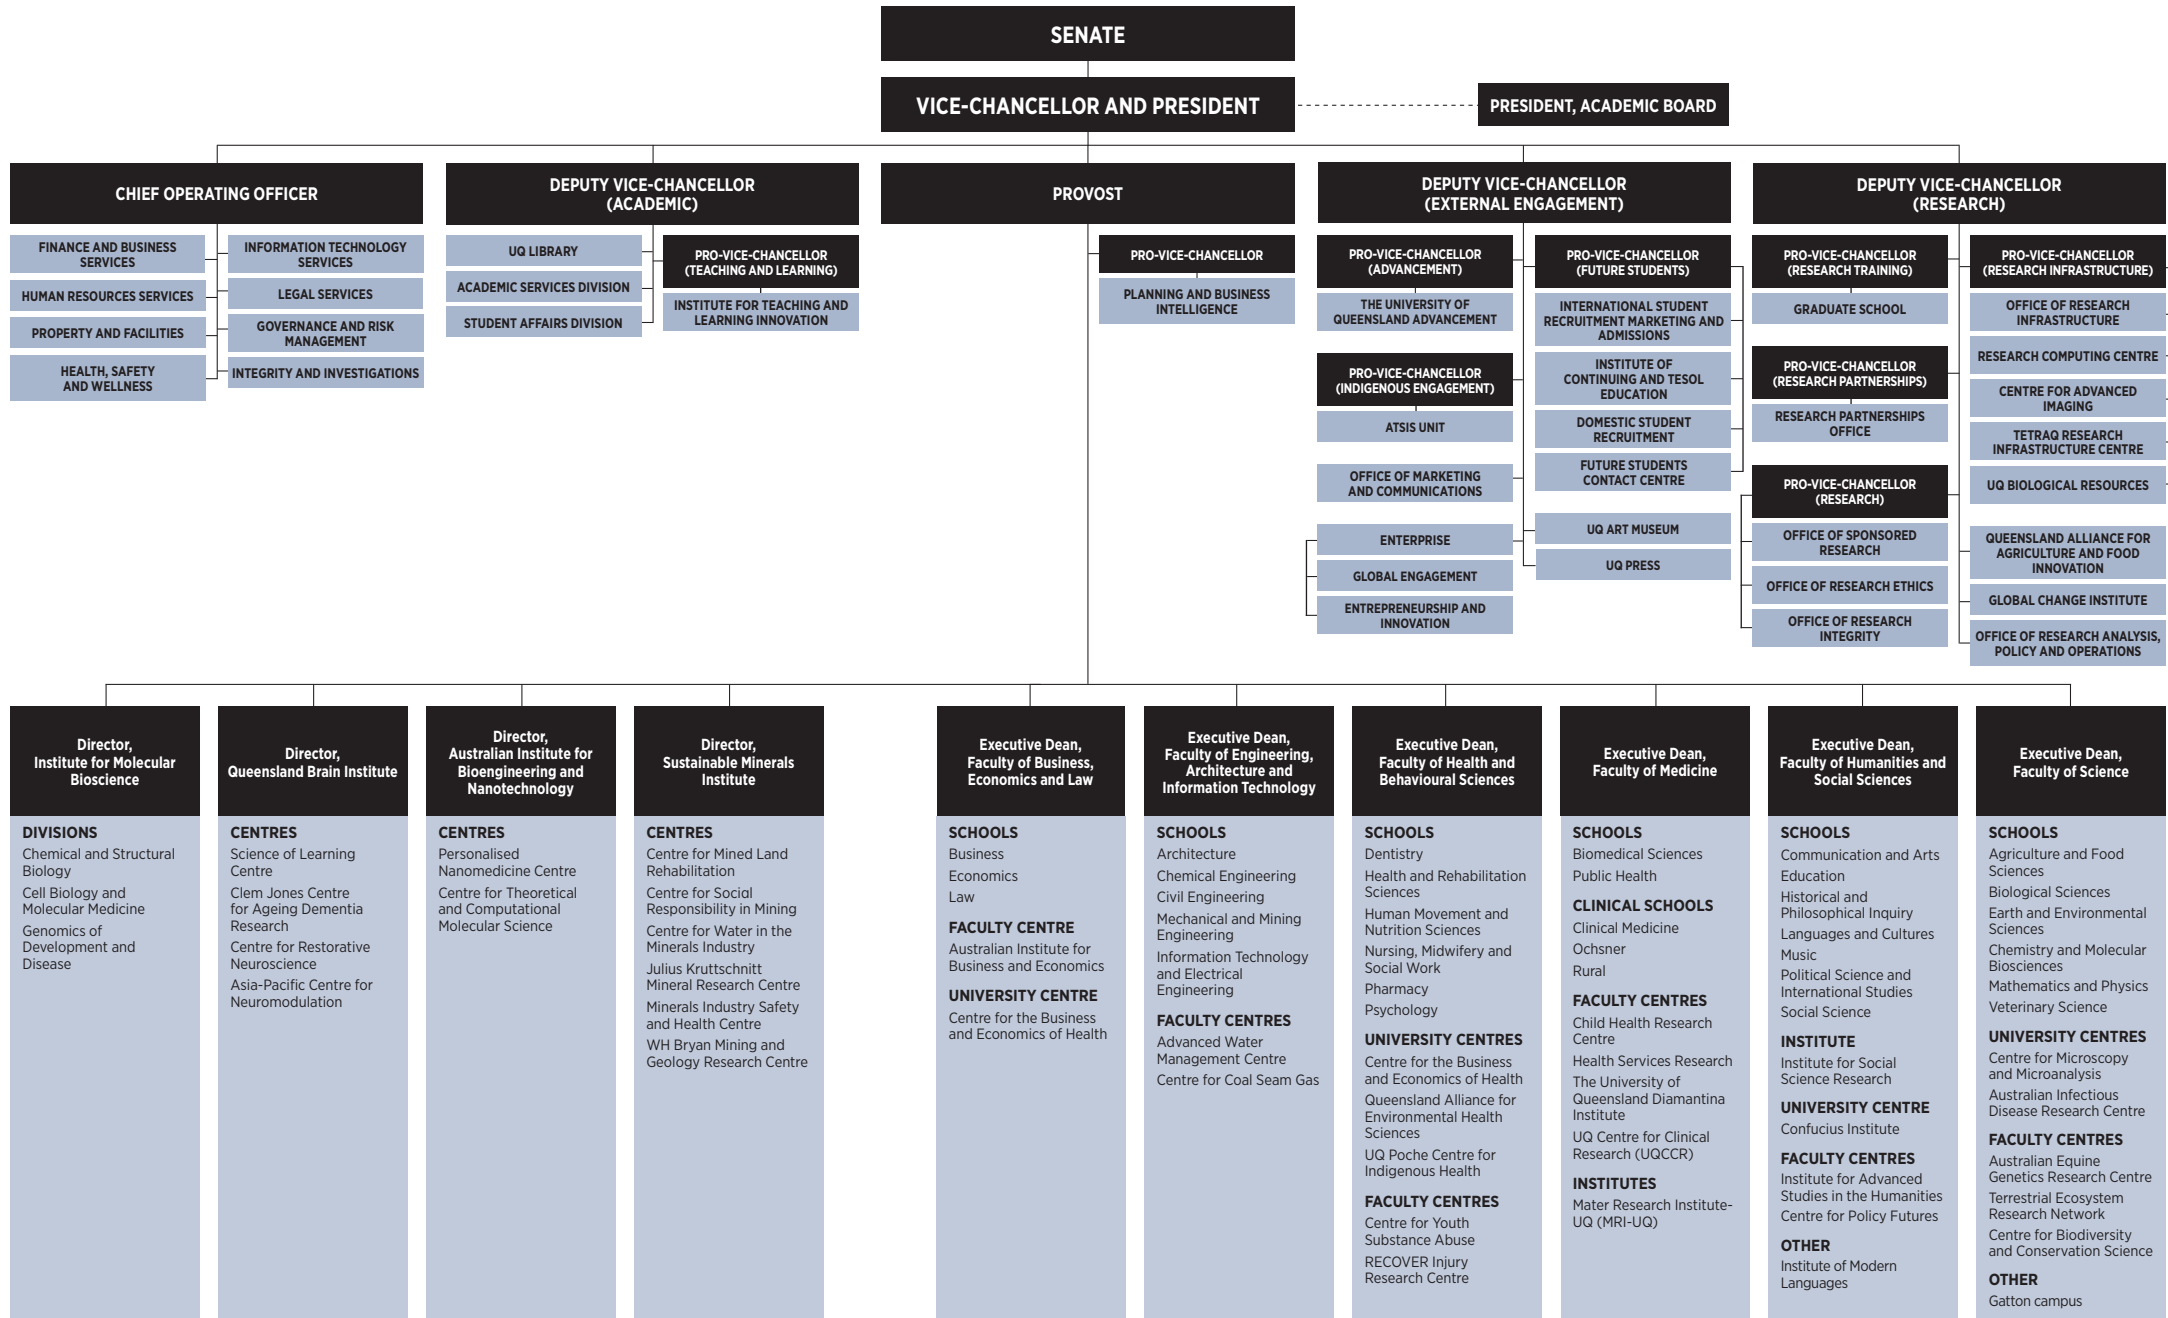 SENATE
VICE-CHANCELLOR AND PRESIDENT
PRESIDENT, ACADEMIC BOARD
CHIEF OPERATING OFFICER
FINANCE AND BUSINESS
SERVICES
HUMAN RESOURCES SERVICES
PROPERTY AND FACILITIES
HEALTH, SAFETY
AND WELLNESS
INFORMATION TECHNOLOGY
SERVICES
LEGAL SERVICES
GOVERNANCE AND RISK
MANAGEMENT
INTEGRITY AND INVESTIGATIONS
DEPUTY VICE-CHANCELLOR
(ACADEMIC)
UQ LIBRARY
ACADEMIC SERVICES DIVISION
STUDENT AFFAIRS DIVISION
PRO-VICE-CHANCELLOR
(TEACHING AND LEARNING)
INSTITUTE FOR TEACHING AND
LEARNING INNOVATION
PROVOST
PRO-VICE-CHANCELLOR
PLANNING AND BUSINESS
INTELLIGENCE
DEPUTY VICE-CHANCELLOR
(EXTERNAL ENGAGEMENT)
PRO-VICE-CHANCELLOR
(ADVANCEMENT)
THE UNIVERSITY OF
QUEENSLAND ADVANCEMENT
PRO-VICE-CHANCELLOR
(INDIGENOUS ENGAGEMENT)
ATSIS UNIT
OFFICE OF MARKETING
AND COMMUNICATIONS
ENTERPRISE
GLOBAL ENGAGEMENT
ENTREPRENEURSHIP AND
INNOVATION
PRO-VICE-CHANCELLOR
(FUTURE STUDENTS)
INTERNATIONAL STUDENT
RECRUITMENT MARKETING AND
ADMISSIONS
INSTITUTE OF
CONTINUING AND TESOL
EDUCATION
DOMESTIC STUDENT
RECRUITMENT
FUTURE STUDENTS
CONTACT CENTRE
UQ ART MUSEUM
UQ PRESS
DEPUTY VICE-CHANCELLOR
(RESEARCH)
PRO-VICE-CHANCELLOR
(RESEARCH TRAINING)
GRADUATE SCHOOL
PRO-VICE-CHANCELLOR
(RESEARCH PARTNERSHIPS)
RESEARCH PARTNERSHIPS
OFFICE
PRO-VICE-CHANCELLOR
(RESEARCH)
OFFICE OF SPONSORED
RESEARCH
OFFICE OF RESEARCH ETHICS
OFFICE OF RESEARCH
INTEGRITY
PRO-VICE-CHANCELLOR
(RESEARCH INFRASTRUCTURE)
OFFICE OF RESEARCH
INFRASTRUCTURE
RESEARCH COMPUTING CENTRE
CENTRE FOR ADVANCED
IMAGING
TETRAQ RESEARCH
INFRASTRUCTURE CENTRE
UQ BIOLOGICAL RESOURCES
QUEENSLAND ALLIANCE FOR
AGRICULTURE AND FOOD
INNOVATION
GLOBAL CHANGE INSTITUTE
OFFICE OF RESEARCH ANALYSIS,
POLICY AND OPERATIONS
Director,
Institute for Molecular
Bioscience
DIVISIONS
Chemical and Structural
Biology
Cell Biology and
Molecular Medicine
Genomics of
Development and
Disease
Director,
Queensland Brain Institute
CENTRES
Science of Learning
Centre
Clem Jones Centre
for Ageing Dementia
Research
Centre for Restorative
Neuroscience
Asia-Pacific Centre for
Neuromodulation
Director,
Australian Institute for
Bioengineering and
Nanotechnology
CENTRES
Personalised
Nanomedicine Centre
Centre for Theoretical
and Computational
Molecular Science
Director,
Sustainable Minerals
Institute
CENTRES
Centre for Mined Land
Rehabilitation
Centre for Social
Responsibility in Mining
Centre for Water in the
Minerals Industry
Julius Kruttschnitt
Mineral Research Centre
Minerals Industry Safety
and Health Centre
WH Bryan Mining and
Geology Research Centre
Executive Dean,
Faculty of Business,
Economics and Law
SCHOOLS
Business
Economics
Law
FACULTY CENTRE
Australian Institute for
Business and Economics
UNIVERSITY CENTRE
Centre for the Business
and Economics of Health
Executive Dean,
Faculty of Engineering,
Architecture and
Information Technology
SCHOOLS
Architecture
Chemical Engineering
Civil Engineering
Mechanical and Mining
Engineering
Information Technology
and Electrical
Engineering
FACULTY CENTRES
Advanced Water
Management Centre
Centre for Coal Seam Gas
Executive Dean,
Faculty of Health and
Behavioural Sciences
SCHOOLS
Dentistry
Health and Rehabilitation
Sciences
Human Movement and
Nutrition Sciences
Nursing, Midwifery and
Social Work
Pharmacy
Psychology
UNIVERSITY CENTRES
Centre for the Business
and Economics of Health
Queensland Alliance for
Environmental Health
Sciences
UQ Poche Centre for
Indigenous Health
FACULTY CENTRES
Centre for Youth
Substance Abuse
RECOVER Injury
Research Centre
Executive Dean,
Faculty of Medicine
SCHOOLS
Biomedical Sciences
Public Health
CLINICAL SCHOOLS
Clinical Medicine
Ochsner
Rural
FACULTY CENTRES
Child Health Research
Centre
Health Services Research
The University of
Queensland Diamantina
Institute
UQ Centre for Clinical
Research (UQCCR)
INSTITUTES
Mater Research Institute-
UQ (MRI-UQ)
Executive Dean,
Faculty of Humanities and
Social Sciences
SCHOOLS
Communication and Arts
Education
Historical and
Philosophical Inquiry
Languages and Cultures
Music
Political Science and
International Studies
Social Science
INSTITUTE
Institute for Social
Science Research
UNIVERSITY CENTRE
Confucius Institute
FACULTY CENTRES
Institute for Advanced
Studies in the Humanities
Centre for Policy Futures
OTHER
Institute of Modern
Languages
Executive Dean,
Faculty of Science
SCHOOLS
Agriculture and Food
Sciences
Biological Sciences
Earth and Environmental
Sciences
Chemistry and Molecular
Biosciences
Mathematics and Physics
Veterinary Science
UNIVERSITY CENTRES
Centre for Microscopy
and Microanalysis
Australian Infectious
Disease Research Centre
FACULTY CENTRES
Australian Equine
Genetics Research Centre
Terrestrial Ecosystem
Research Network
Centre for Biodiversity
and Conservation Science
OTHER
Gatton campus